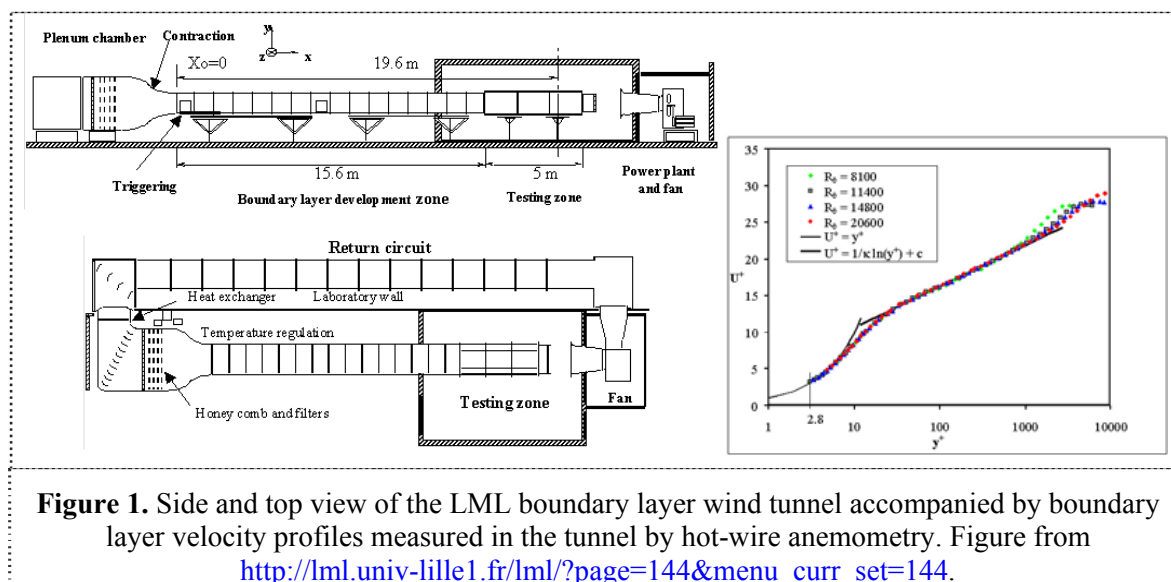 Plenum chamber
Contraction
y
z
x
Xo=0
19.6 m
15.6 m
5 m
Triggering
Boundary layer development zone
Testing zone
Power plant
and fan
Return circuit
Heat exchanger
Laboratory wall
Temperature regulation
Testing zone
Fan
Honey comb and filters
35
30
25
20
15
10
5
0
U+
Rθ = 8100
Rθ = 11400
Rθ = 14800
Rθ = 20600
U+ = y+
U+ = 1/κ ln(y+) + c
2.8
1
10
100
1000
10000
y+
Figure 1. Side and top view of the LML boundary layer wind tunnel accompanied by boundary
layer velocity profiles measured in the tunnel by hot-wire anemometry. Figure from
http://lml.univ-lille1.fr/lml/?page=144&menu_curr_set=144.